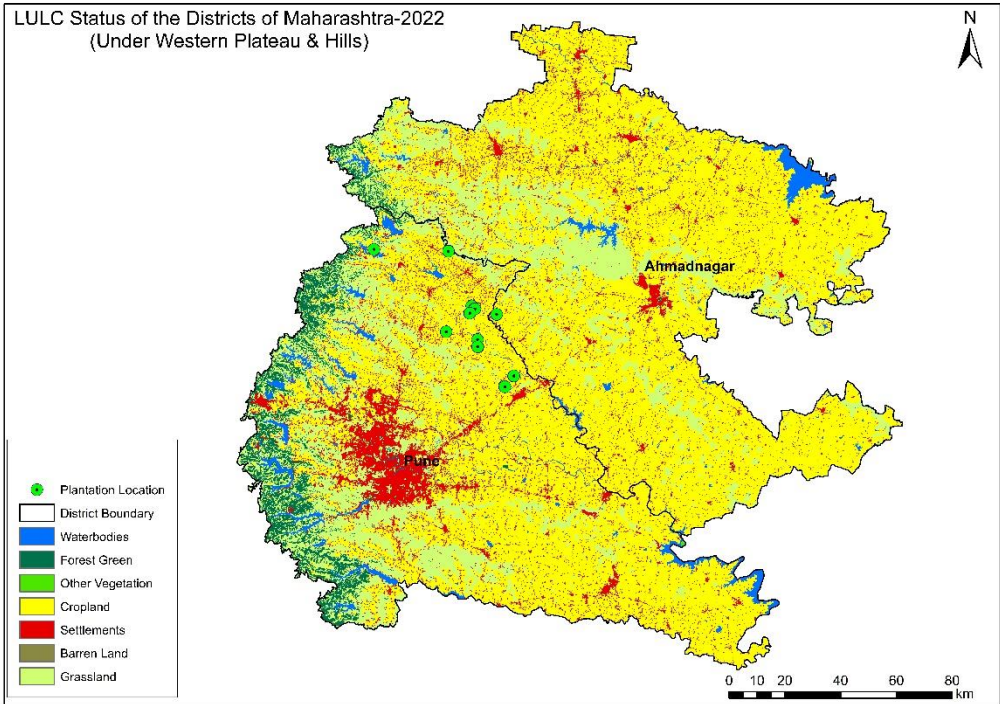 LULC Status of the Districts of Maharashtra-2022
(Under Western Plateau & Hills)
N
Ahmadnagar
Pune
Plantation Location
District Boundary
Waterbodies
Forest Green
Other Vegetation
Cropland
Settlements
Barren Land
Grassland
0 5 10 20 40 60 80
km